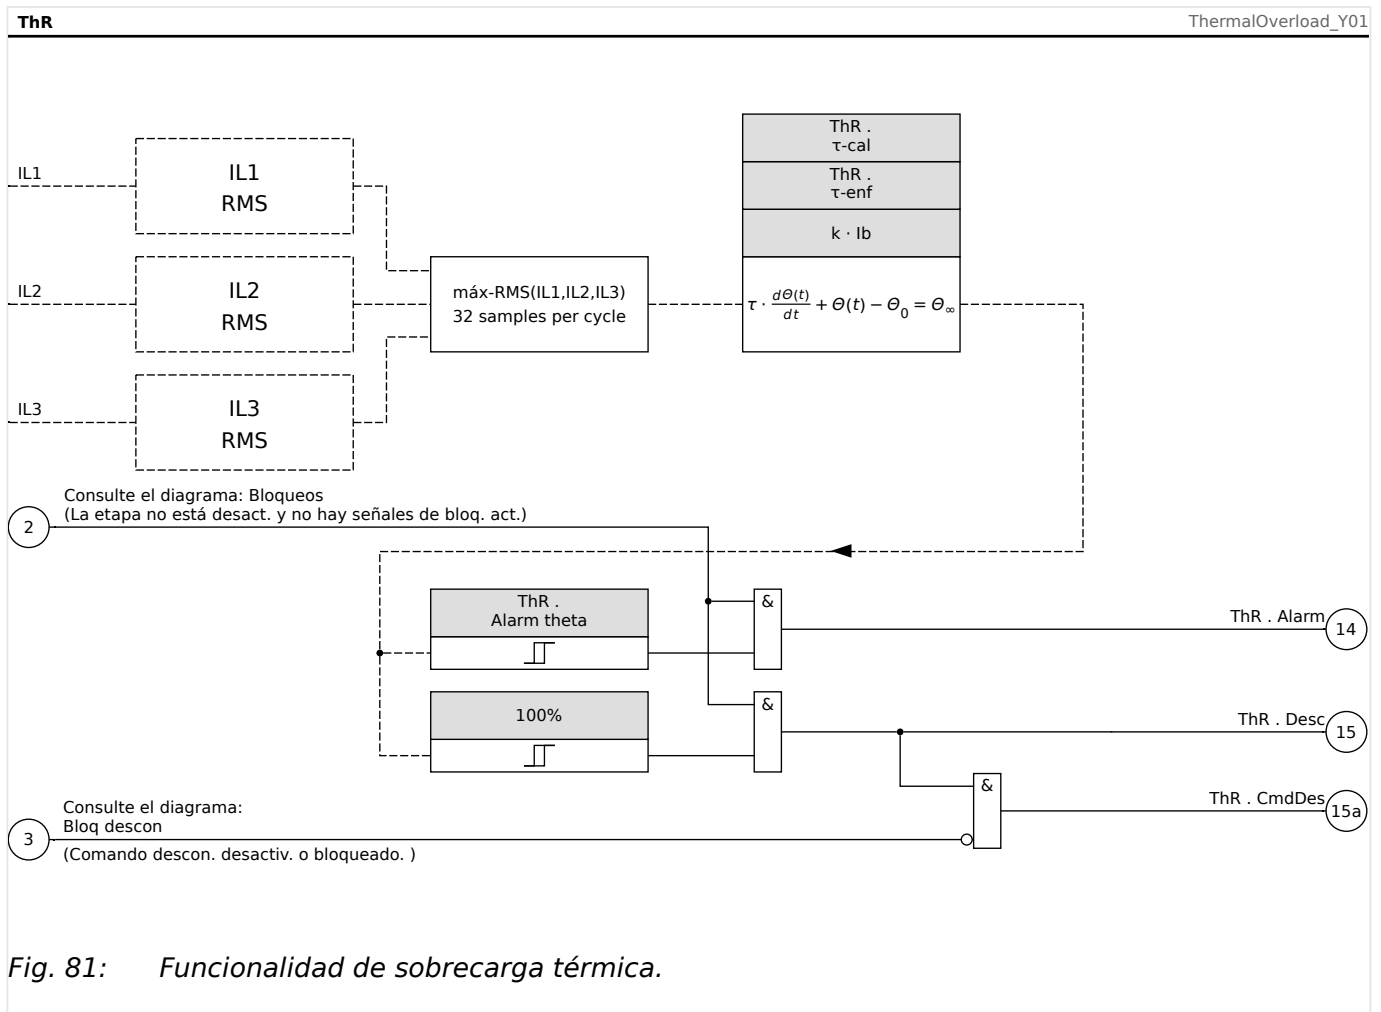 ThR
ThermalOverload_Y01
ThR .
τ-cal
ThR .
τ-enf
k · Ib
τ · dΘ(t)/dt + Θ(t) − Θ0 = Θ∞
IL1
IL1
RMS
IL2
IL2
RMS
máx-RMS(IL1,IL2,IL3)
32 samples per cycle
IL3
IL3
RMS
Consulte el diagrama: Bloqueos
(La etapa no está desact. y no hay señales de bloq. act.)
2
ThR .
Alarm theta
&
ThR . Alarm
14
100%
&
ThR . Desc
15
&
ThR . CmdDes
15a
Consulte el diagrama:
Bloq descon
3
(Comando descon. desactiv. o bloqueado. )
Fig. 81: Funcionalidad de sobrecarga térmica.